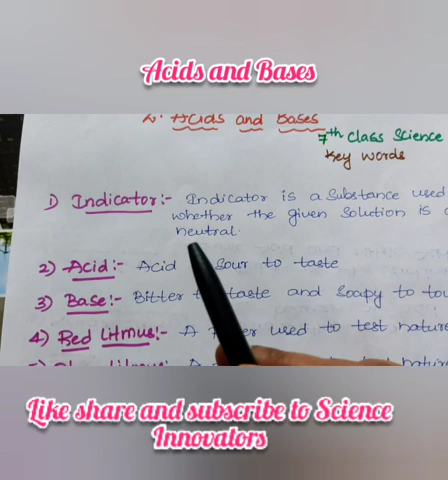 Acids and Bases
2. Acids and Bases
7th Class Science
Key words
1) Indicator:- Indicator is a Substance used
whether the given Solution is
neutral.
2) Acid:- Acid Sour to taste
3) Base:- Bitter taste and Soapy to tou
4) Red Litmus:- A used to test nature
Like share and subscribe to Science
Innovators